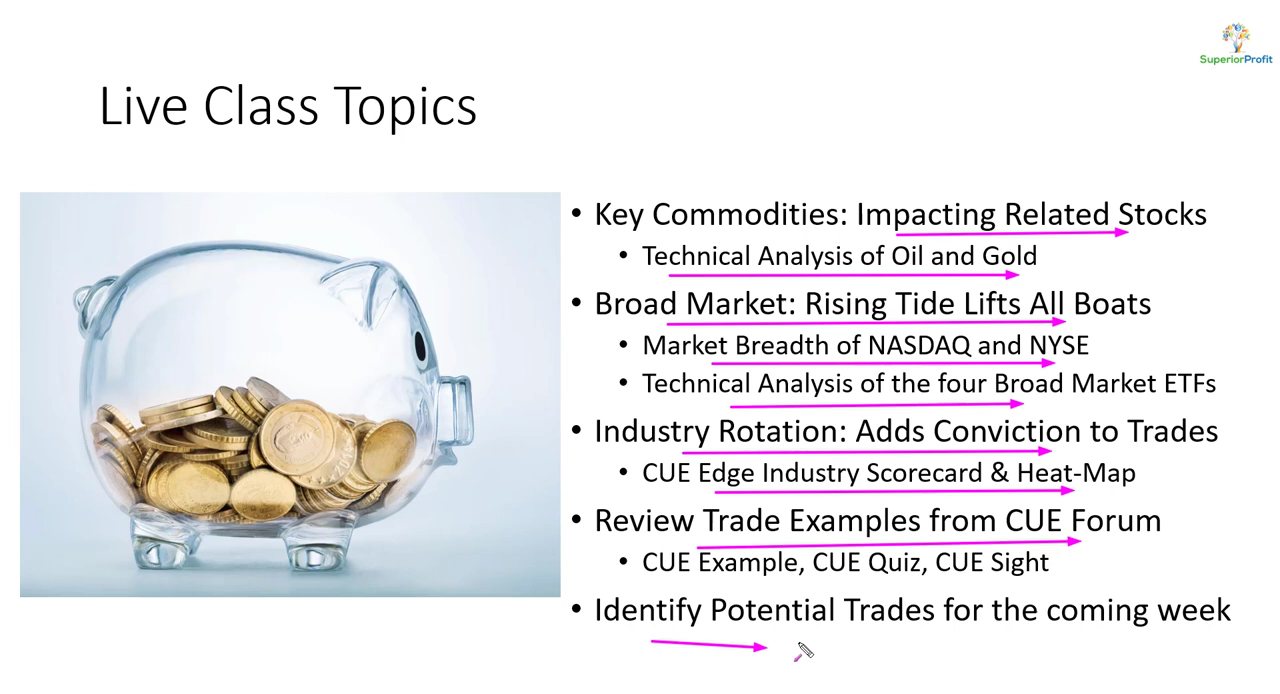 SuperiorProfit
Live Class Topics
• Key Commodities: Impacting Related Stocks
• Technical Analysis of Oil and Gold
• Broad Market: Rising Tide Lifts All Boats
• Market Breadth of NASDAQ and NYSE
• Technical Analysis of the four Broad Market ETFs
• Industry Rotation: Adds Conviction to Trades
• CUE Edge Industry Scorecard & Heat-Map
• Review Trade Examples from CUE Forum
• CUE Example, CUE Quiz, CUE Sight
• Identify Potential Trades for the coming week